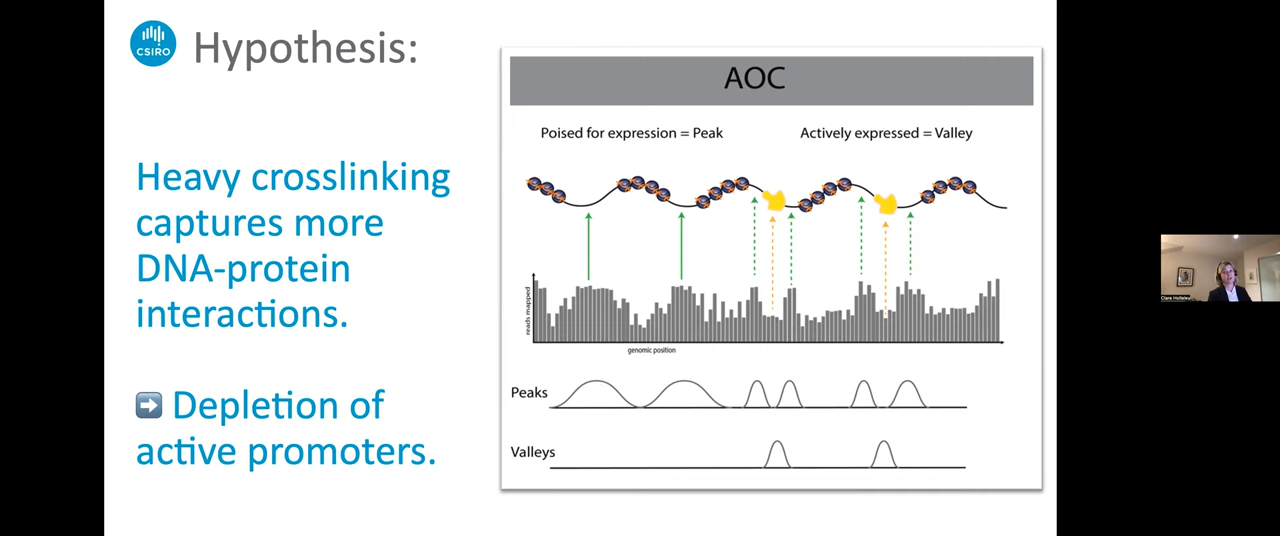 CSIRO
Hypothesis:
Heavy crosslinking
captures more
DNA-protein
interactions.
➡ Depletion of
active promoters.
AOC
Poised for expression = Peak
Actively expressed = Valley
reads mapped
genomic position
Peaks
Valleys
Clare Holleley